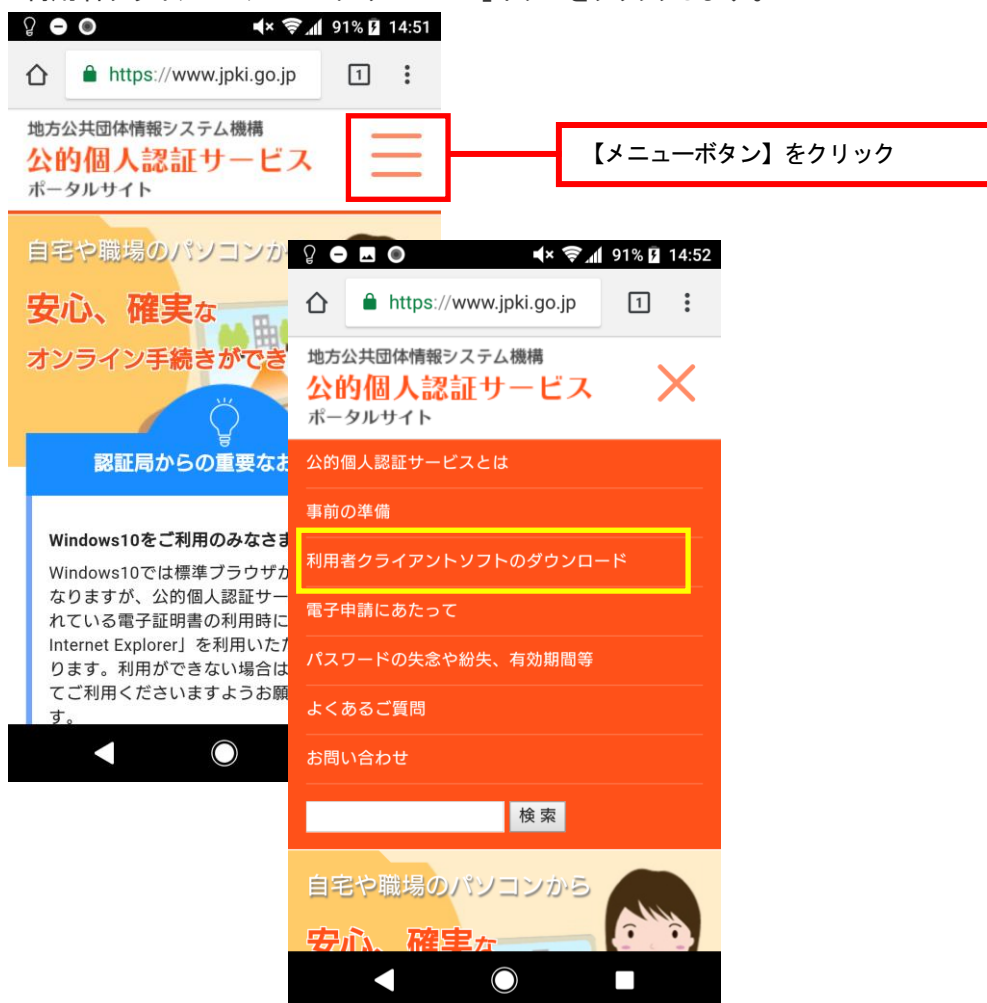 91% 14:51
https://www.jpki.go.jp
1
地方公共団体情報システム機構
公的個人認証サービス
ポータルサイト
【メニューボタン】をクリック
自宅や職場のパソコンか
安心、確実な
オンライン手続きができ
認証局からの重要なお
Windows10をご利用のみなさま
Windows10では標準ブラウザが
なりますが、公的個人認証サー
れている電子証明書の利用時に
Internet Explorer」を利用いただ
ります。利用ができない場合は
てご利用くださいますようお願
す。
91% 14:52
https://www.jpki.go.jp
1
地方公共団体情報システム機構
公的個人認証サービス
ポータルサイト
公的個人認証サービスとは
事前の準備
利用者クライアントソフトのダウンロード
電子申請にあたって
パスワードの失念や紛失、有効期間等
よくあるご質問
お問い合わせ
検索
自宅や職場のパソコンから
安心、確実な